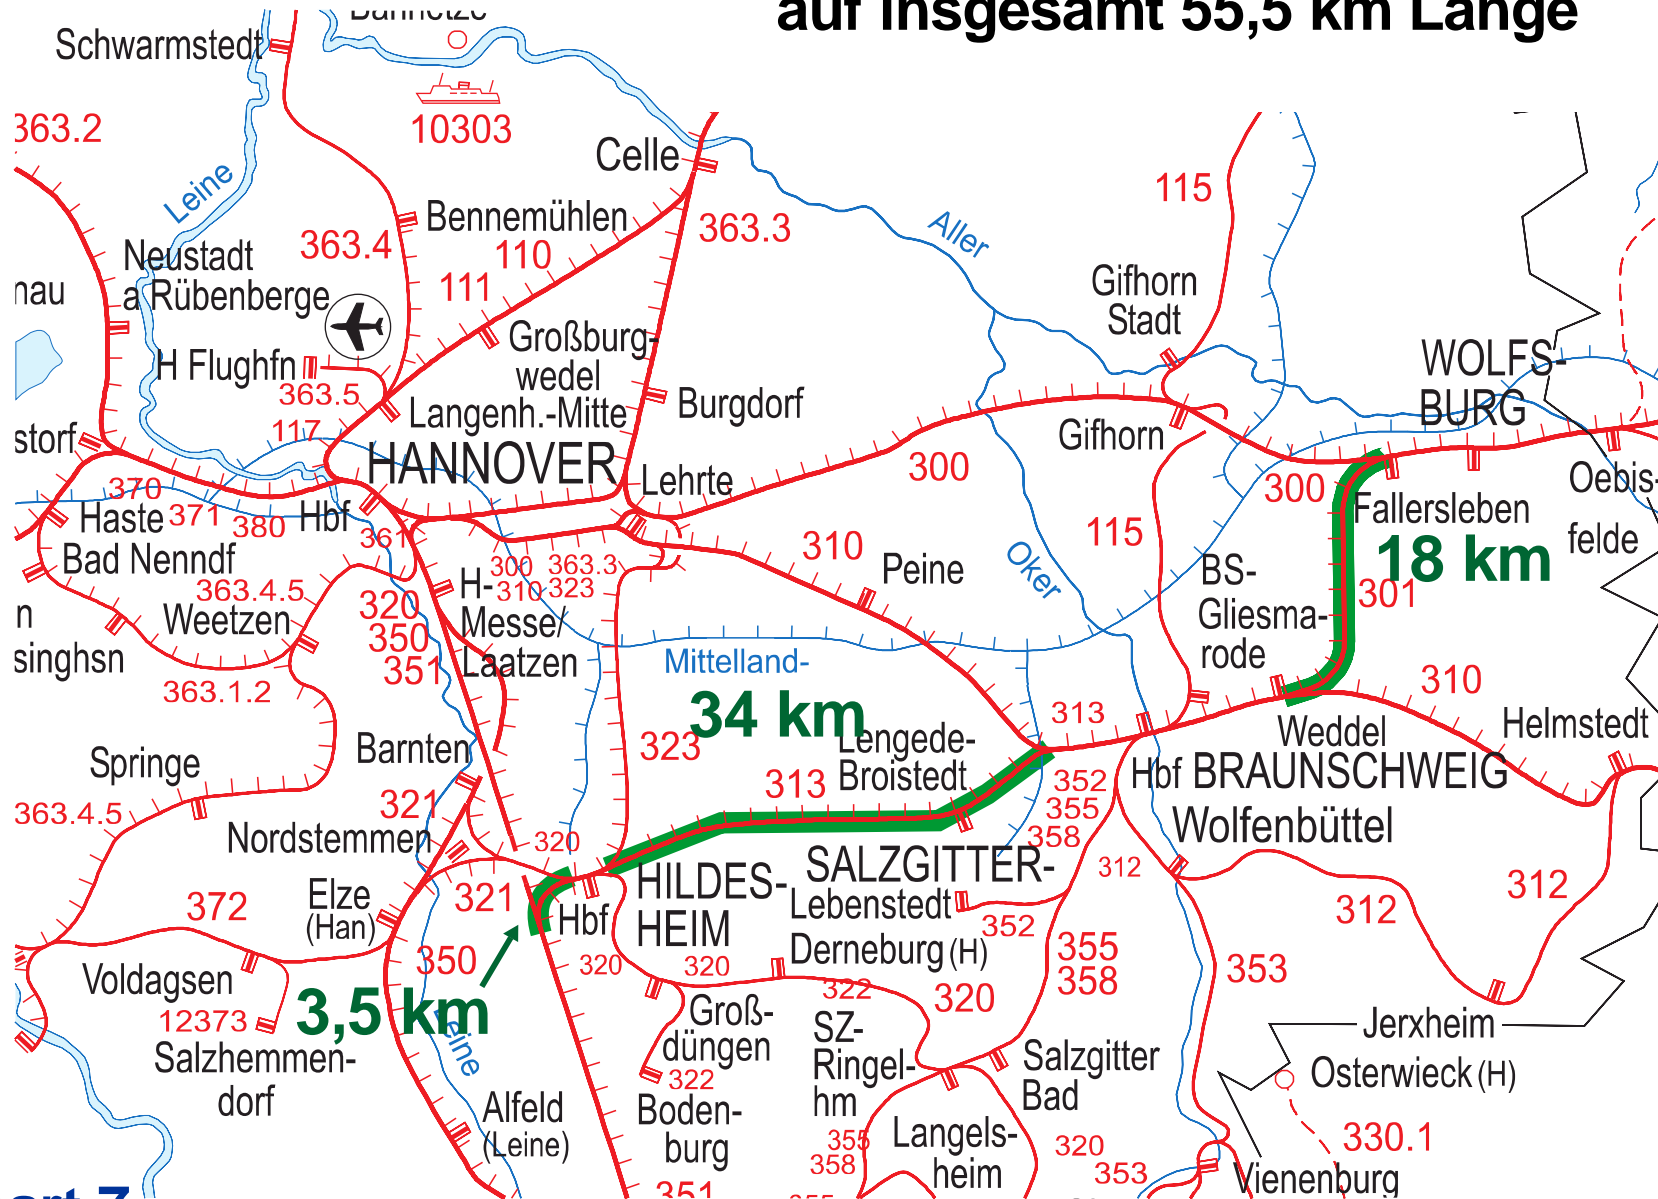 auf insgesamt 55,5 km Länge
Schwarmstedt
363.2
10303
Celle
115
Leine
Bennemühlen
363.4
110
363.3
Aller
Neustadt
a Rübenberge
111
Gifhorn
Stadt
nau
Großburg-
wedel
WOLFS-
BURG
H Flughfn
363.5
Langenh.-Mitte
Burgdorf
117
Gifhorn
storf
HANNOVER
Lehrte
300
300
Oebis-
felde
370
Haste
371
380
Hbf
361
Fallersleben
18 km
115
310
Peine
Oker
BS-
Gliesma-
rode
301
Bad Nenndf
363.4.5
H-
Messe/
Laatzen
300
310
363.3
323
n
singhsn
Weetzen
320
350
351
363.1.2
Mittelland-
34 km
313
310
Weddel
Helmstedt
Springe
Barnten
323
Lengede-
Broistedt
313
352
355
358
Hbf BRAUNSCHWEIG
Wolfenbüttel
363.4.5
321
Nordstemmen
320
312
312
312
SALZGITTER-
Lebenstedt
352
HILDES-
HEIM
Hbf
Elze
(Han)
321
372
Derneburg (H)
355
358
353
350
320
320
322
320
Voldagsen
12373
3,5 km
Salzhemmen-
dorf
Leine
Groß-
düngen
322
SZ-
Ringel-
hm
Salzgitter
Bad
Jerxheim
Osterwieck (H)
Alfeld
(Leine)
Boden-
burg
355
358
Langels-
heim
320
353
330.1
Vienenburg
351